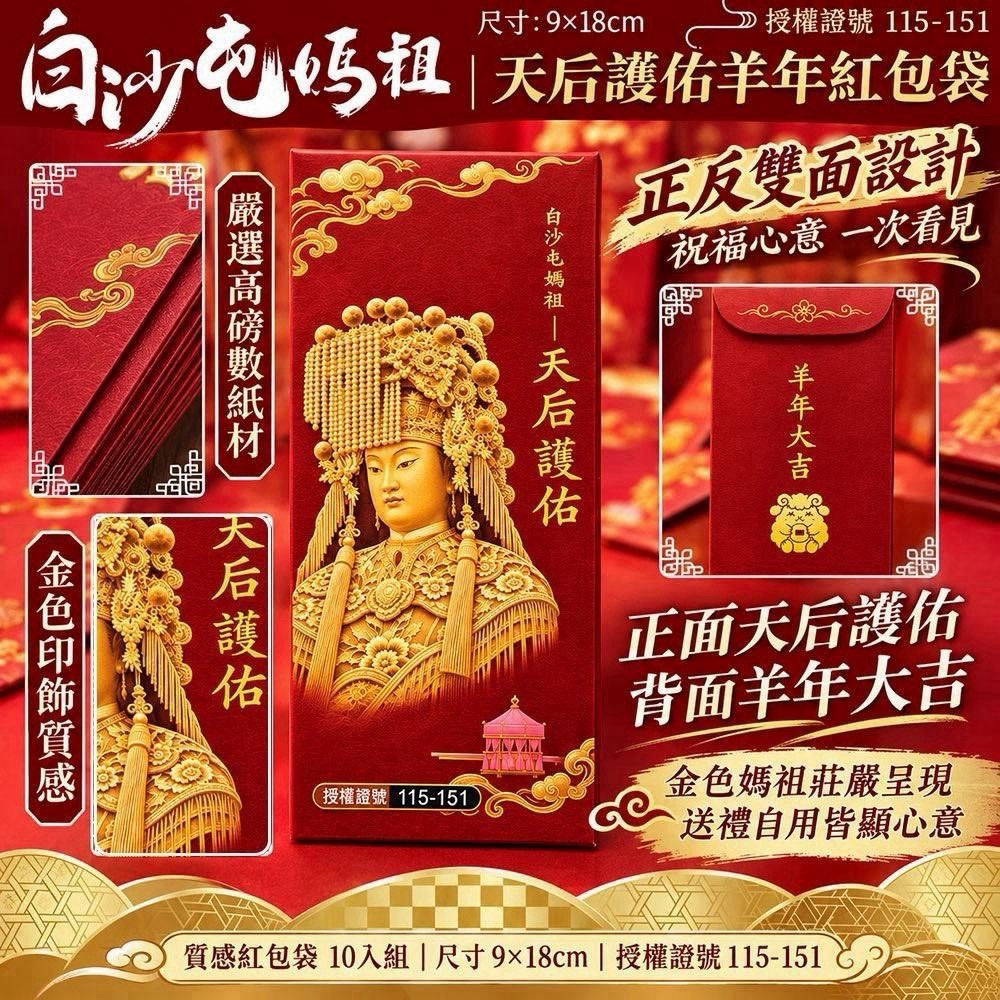 白沙屯媽祖
尺寸:9×18cm
授權證號 115-151
天后護佑羊年紅包袋
嚴選高磅數紙材
白沙屯媽祖—天后護佑
授權證號 115-151
正反雙面設計
祝福心意 一次看見
羊年大吉
金色印飾質感
天后護佑
正面天后護佑
背面羊年大吉
金色媽祖莊嚴呈現
送禮自用皆顯心意
質感紅包袋 10入組|尺寸9×18cm|授權證號115-151